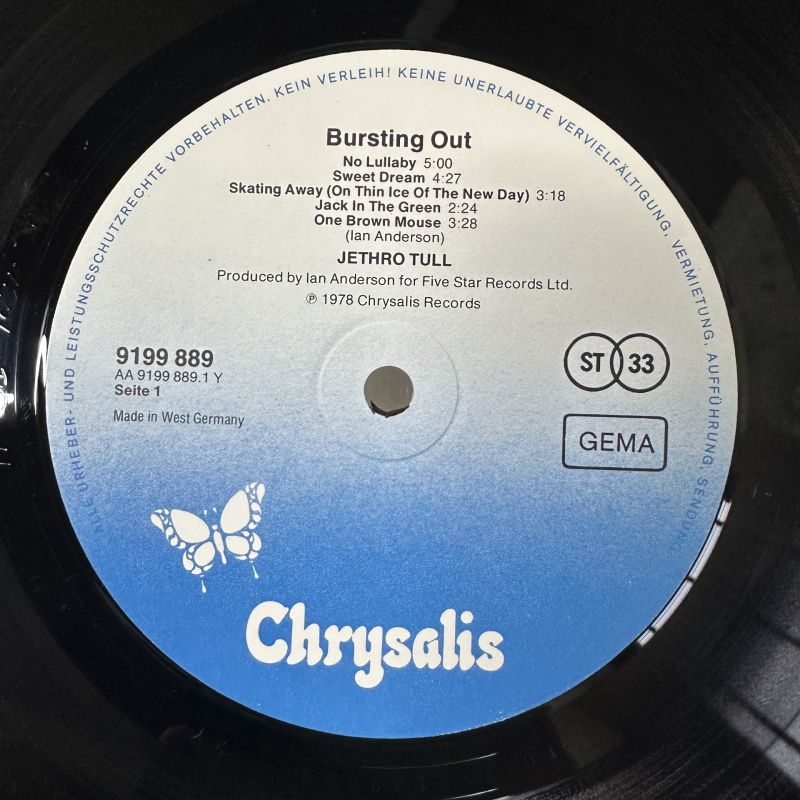 ALLE URHEBER- UND LEISTUNGSSCHUTZRECHTE VORBEHALTEN. KEIN VERLEIH! KEINE UNERLAUBTE VERVIELFÄLTIGUNG, VERMIETUNG, AUFFÜHRUNG,
Bursting Out
No Lullaby 5:00
Sweet Dream 4:27
Skating Away (On Thin Ice Of The New Day) 3:18
Jack In The Green 2:24
One Brown Mouse 3:28
(Ian Anderson)
JETHRO TULL
Produced by Ian Anderson for Five Star Records Ltd.
℗ 1978 Chrysalis Records
9199 889
AA 9199 889.1 Y
Seite 1
Made in West Germany
ST 33
GEMA
Chrysalis